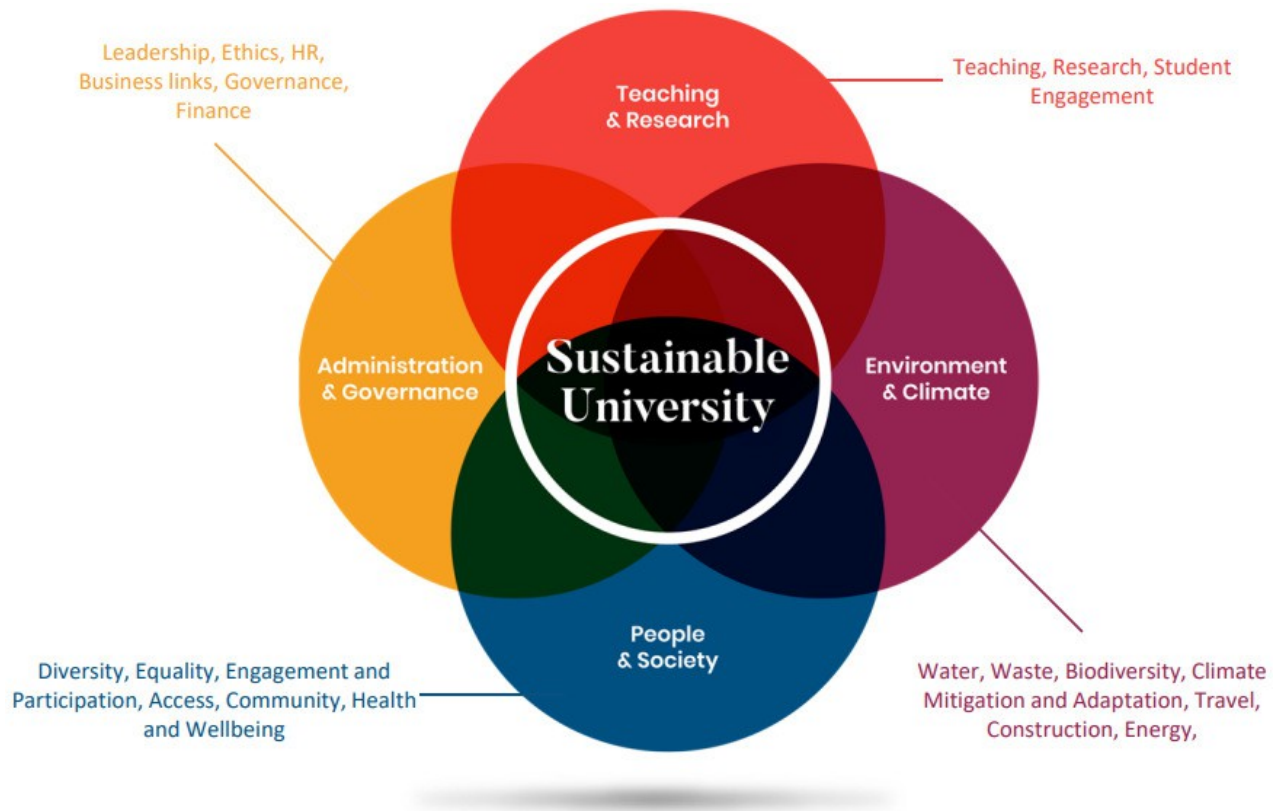 Leadership, Ethics, HR,
Business links, Governance,
Finance
Teaching, Research, Student
Engagement
Teaching
& Research
Administration
& Governance
Sustainable
University
Environment
& Climate
People
& Society
Diversity, Equality, Engagement and
Participation, Access, Community, Health
and Wellbeing
Water, Waste, Biodiversity, Climate
Mitigation and Adaptation, Travel,
Construction, Energy,